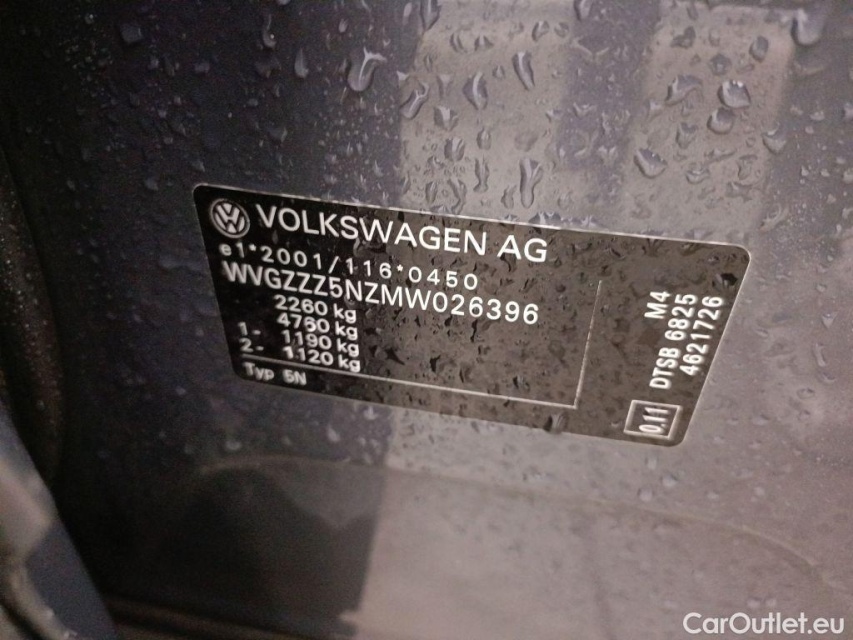 VOLKSWAGEN AG
e1*2001/116*0450
WVGZZZ5NZMW026396
2260 kg
4760 kg
1- 1190 kg
2- 1120 kg
Typ 5N
M4
DTSB 6825
4621726
0.11
CarOutlet.eu